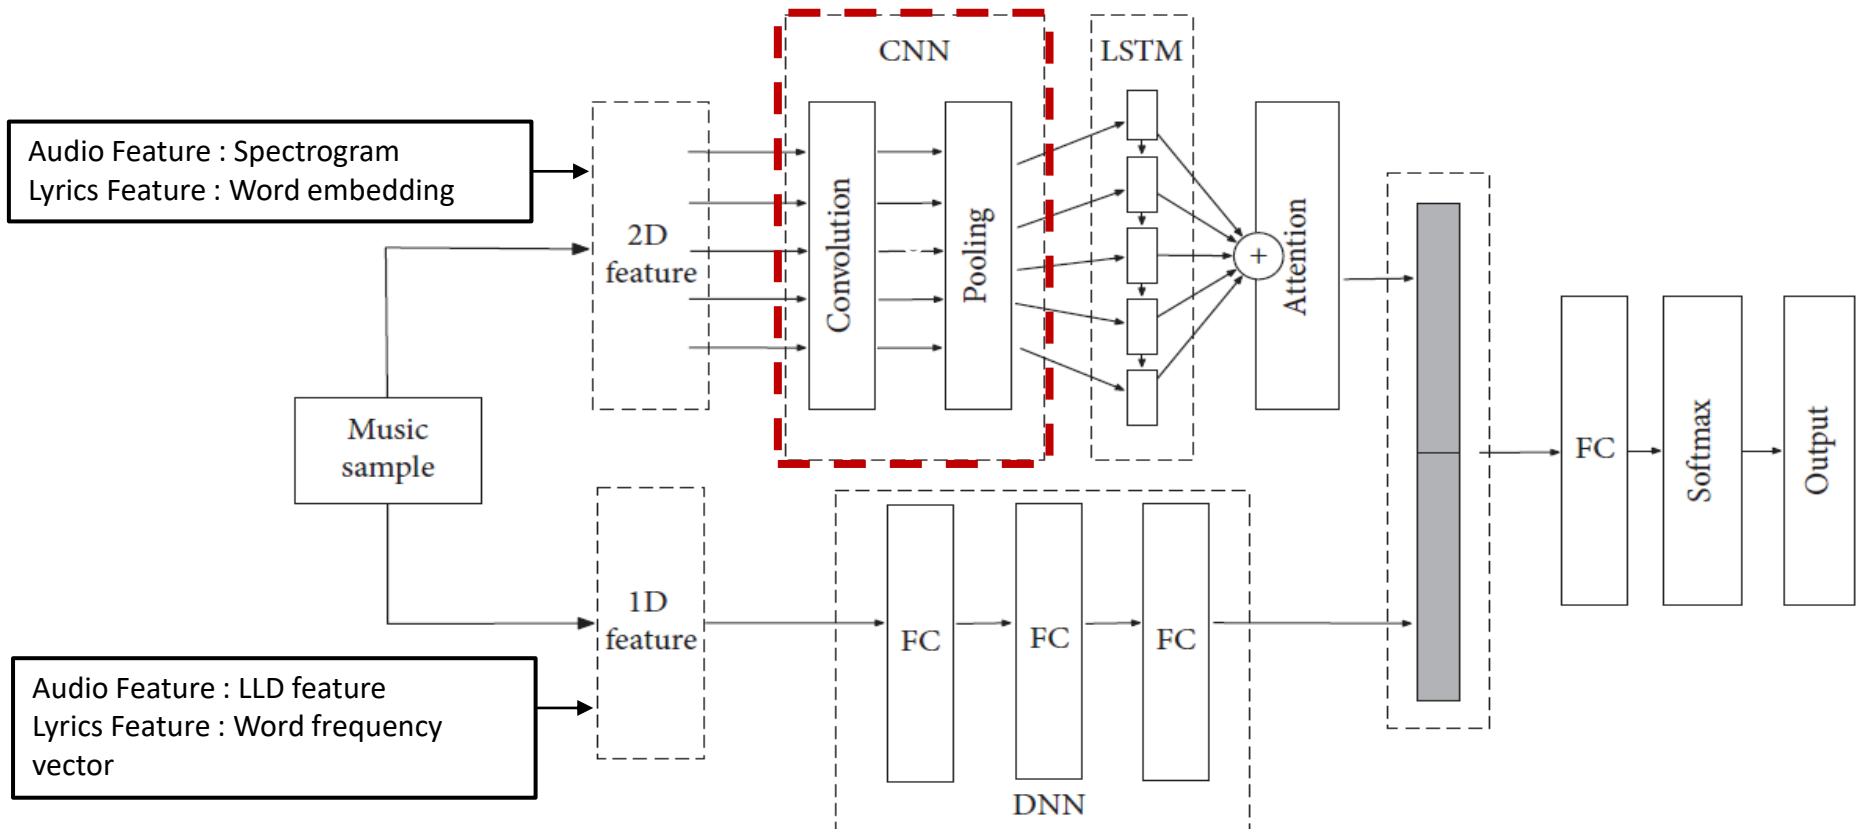 CNN
LSTM
Audio Feature : Spectrogram
Lyrics Feature : Word embedding
2D
feature
Convolution
Pooling
+
Attention
Music
sample
FC
Softmax
Output
1D
feature
FC
FC
FC
Audio Feature : LLD feature
Lyrics Feature : Word frequency
vector
DNN